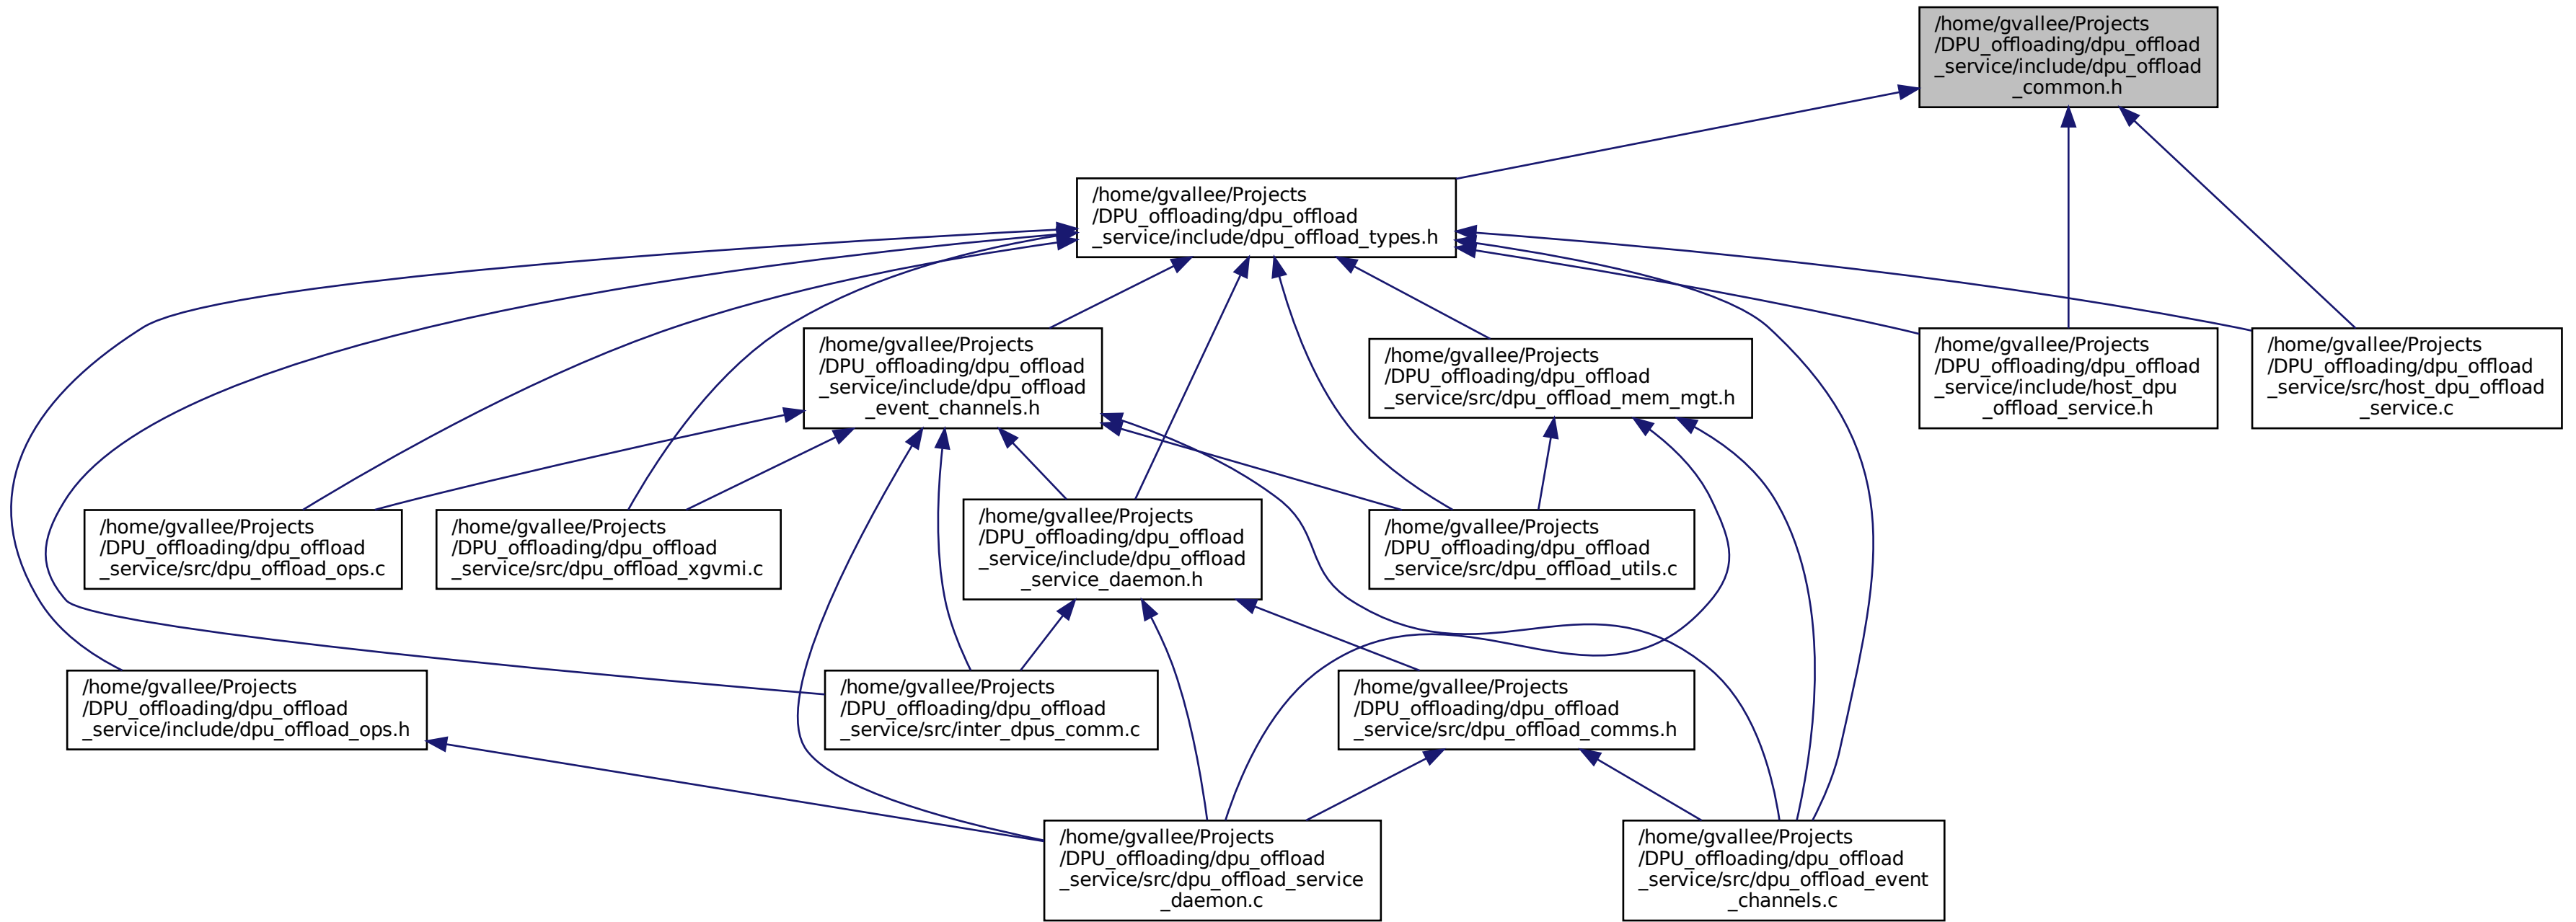 /home/gvallee/Projects
/DPU_offloading/dpu_offload
_service/include/dpu_offload
_common.h
/home/gvallee/Projects
/DPU_offloading/dpu_offload
_service/include/dpu_offload_types.h
/home/gvallee/Projects
/DPU_offloading/dpu_offload
_service/include/dpu_offload
_event_channels.h
/home/gvallee/Projects
/DPU_offloading/dpu_offload
_service/src/dpu_offload_mem_mgt.h
/home/gvallee/Projects
/DPU_offloading/dpu_offload
_service/include/host_dpu
_offload_service.h
/home/gvallee/Projects
/DPU_offloading/dpu_offload
_service/src/host_dpu_offload
_service.c
/home/gvallee/Projects
/DPU_offloading/dpu_offload
_service/src/dpu_offload_ops.c
/home/gvallee/Projects
/DPU_offloading/dpu_offload
_service/src/dpu_offload_xgvmi.c
/home/gvallee/Projects
/DPU_offloading/dpu_offload
_service/include/dpu_offload
_service_daemon.h
/home/gvallee/Projects
/DPU_offloading/dpu_offload
_service/src/dpu_offload_utils.c
/home/gvallee/Projects
/DPU_offloading/dpu_offload
_service/include/dpu_offload_ops.h
/home/gvallee/Projects
/DPU_offloading/dpu_offload
_service/src/inter_dpus_comm.c
/home/gvallee/Projects
/DPU_offloading/dpu_offload
_service/src/dpu_offload_comms.h
/home/gvallee/Projects
/DPU_offloading/dpu_offload
_service/src/dpu_offload_service
_daemon.c
/home/gvallee/Projects
/DPU_offloading/dpu_offload
_service/src/dpu_offload_event
_channels.c